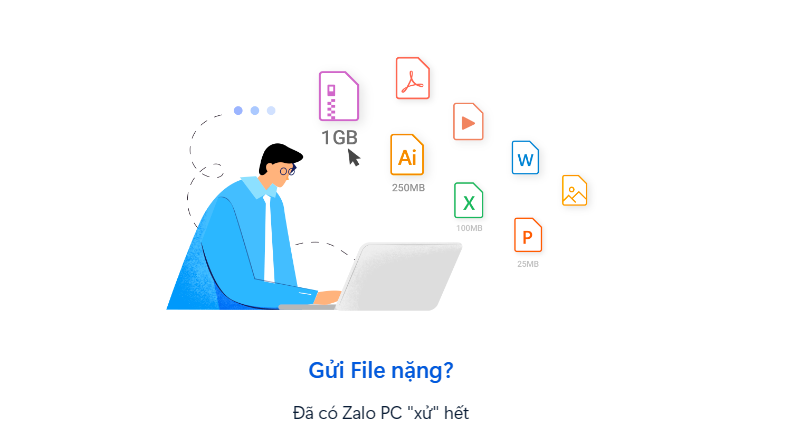 1GB
Ai
250MB
W
X
100MB
P
25MB
Gửi File nặng?
Đã có Zalo PC "xử" hết